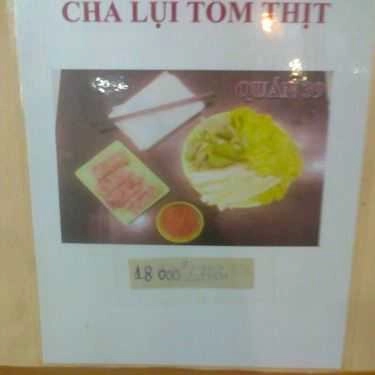 CHẢ LỤI TÔM THỊT
QUÁN 39
18 000